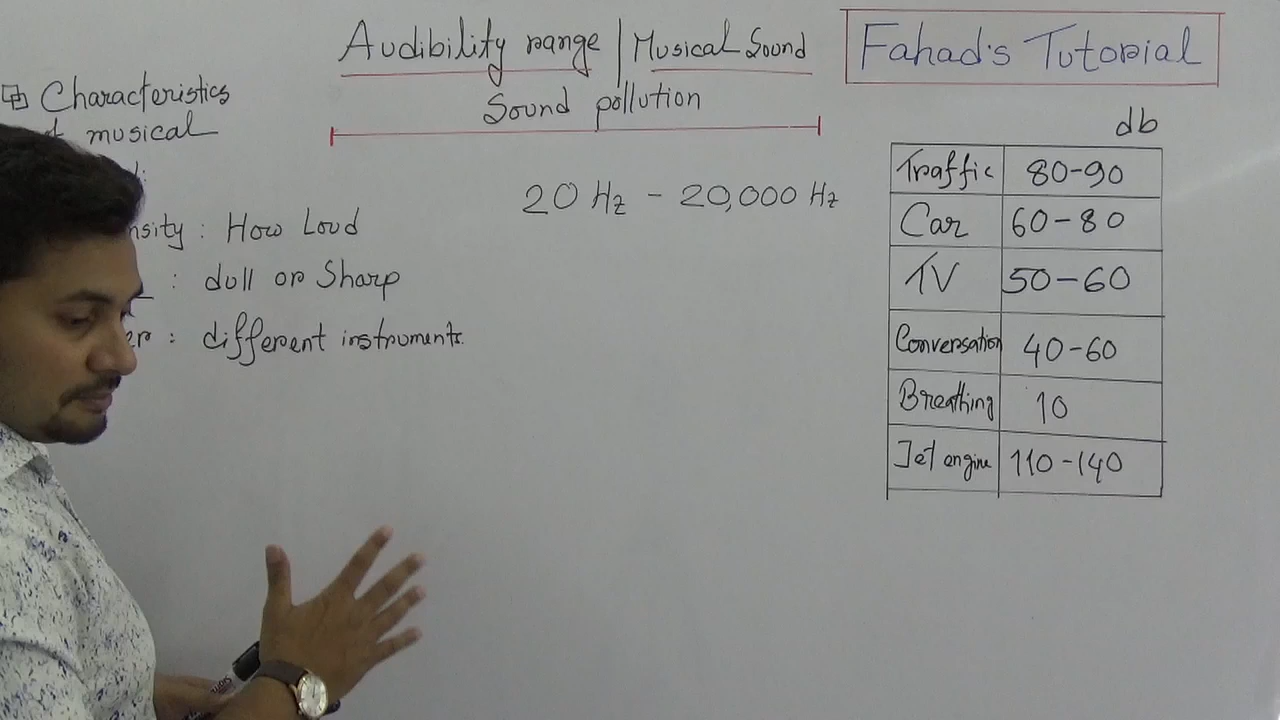 Audibility range | Musical Sound
Sound pollution
Fahad's Tutorial
Characteristics
musical
: How Loud
: dull or Sharp
: different instruments.
20 Hz - 20,000 Hz
db
Traffic 80-90
Car 60-80
TV 50-60
Conversation 40-60
Breathing 10
Jet engine 110-140